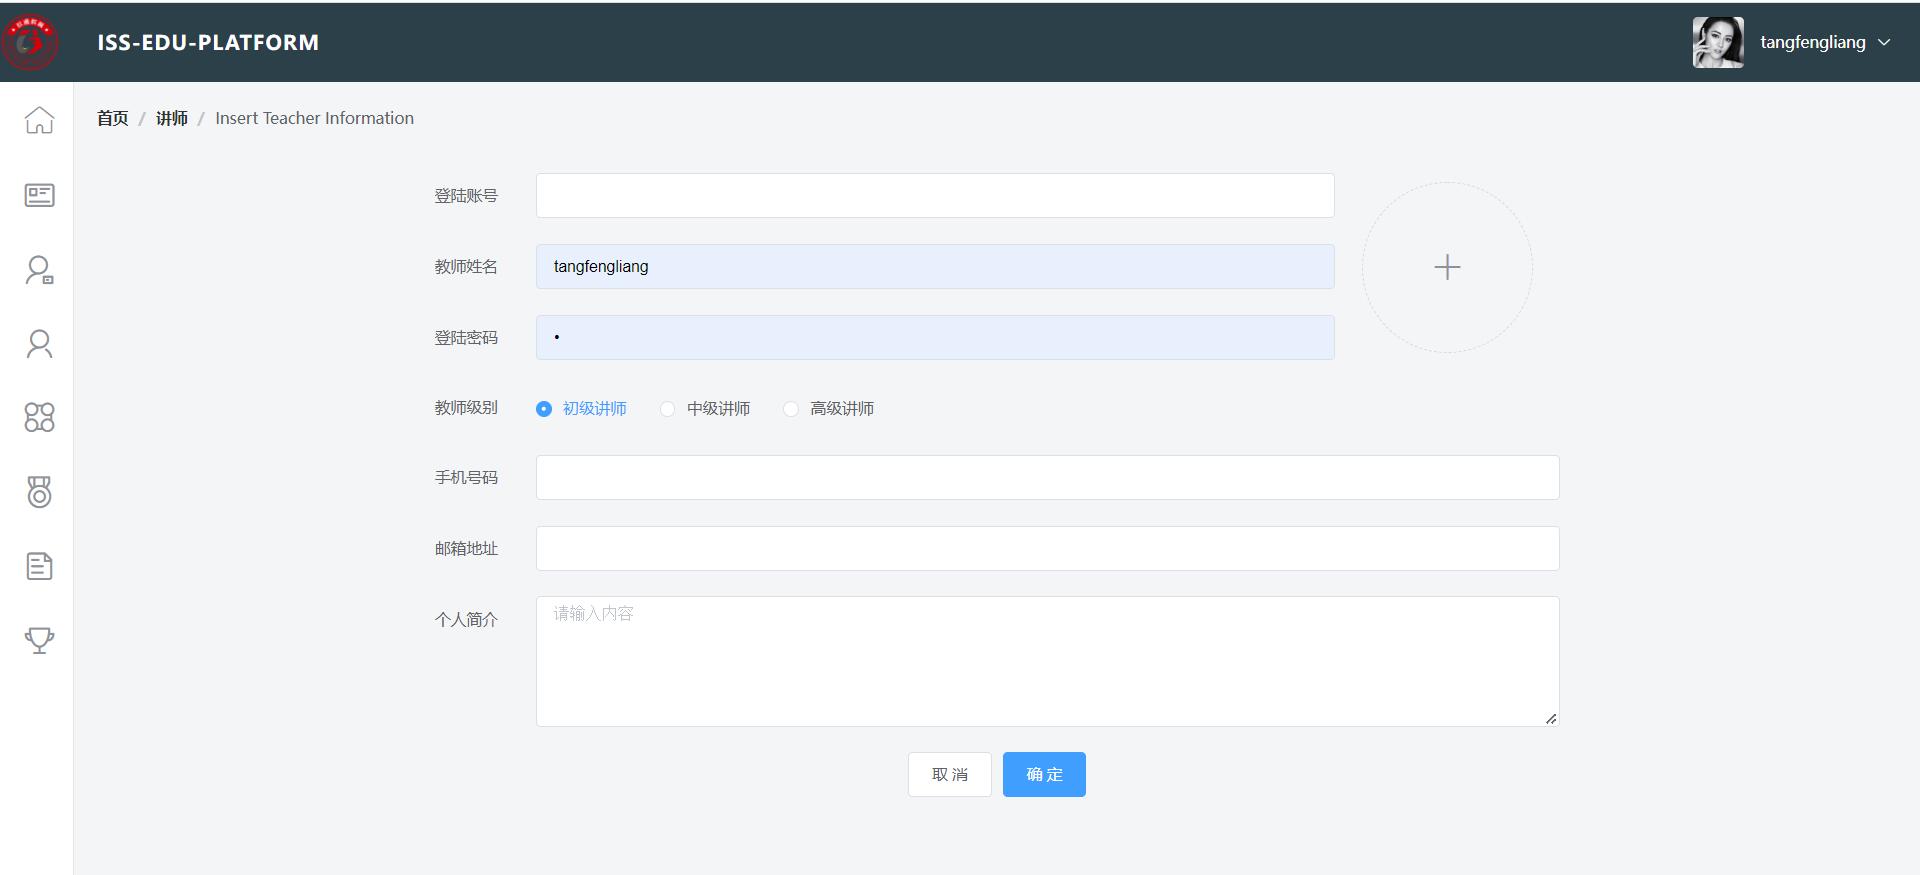 ISS-EDU-PLATFORM
tangfengliang
首页 / 讲师 / Insert Teacher Information
登陆账号
教师姓名 tangfengliang
登陆密码 •
教师级别 初级讲师 中级讲师 高级讲师
手机号码
邮箱地址
个人简介 请输入内容
取 消 确 定